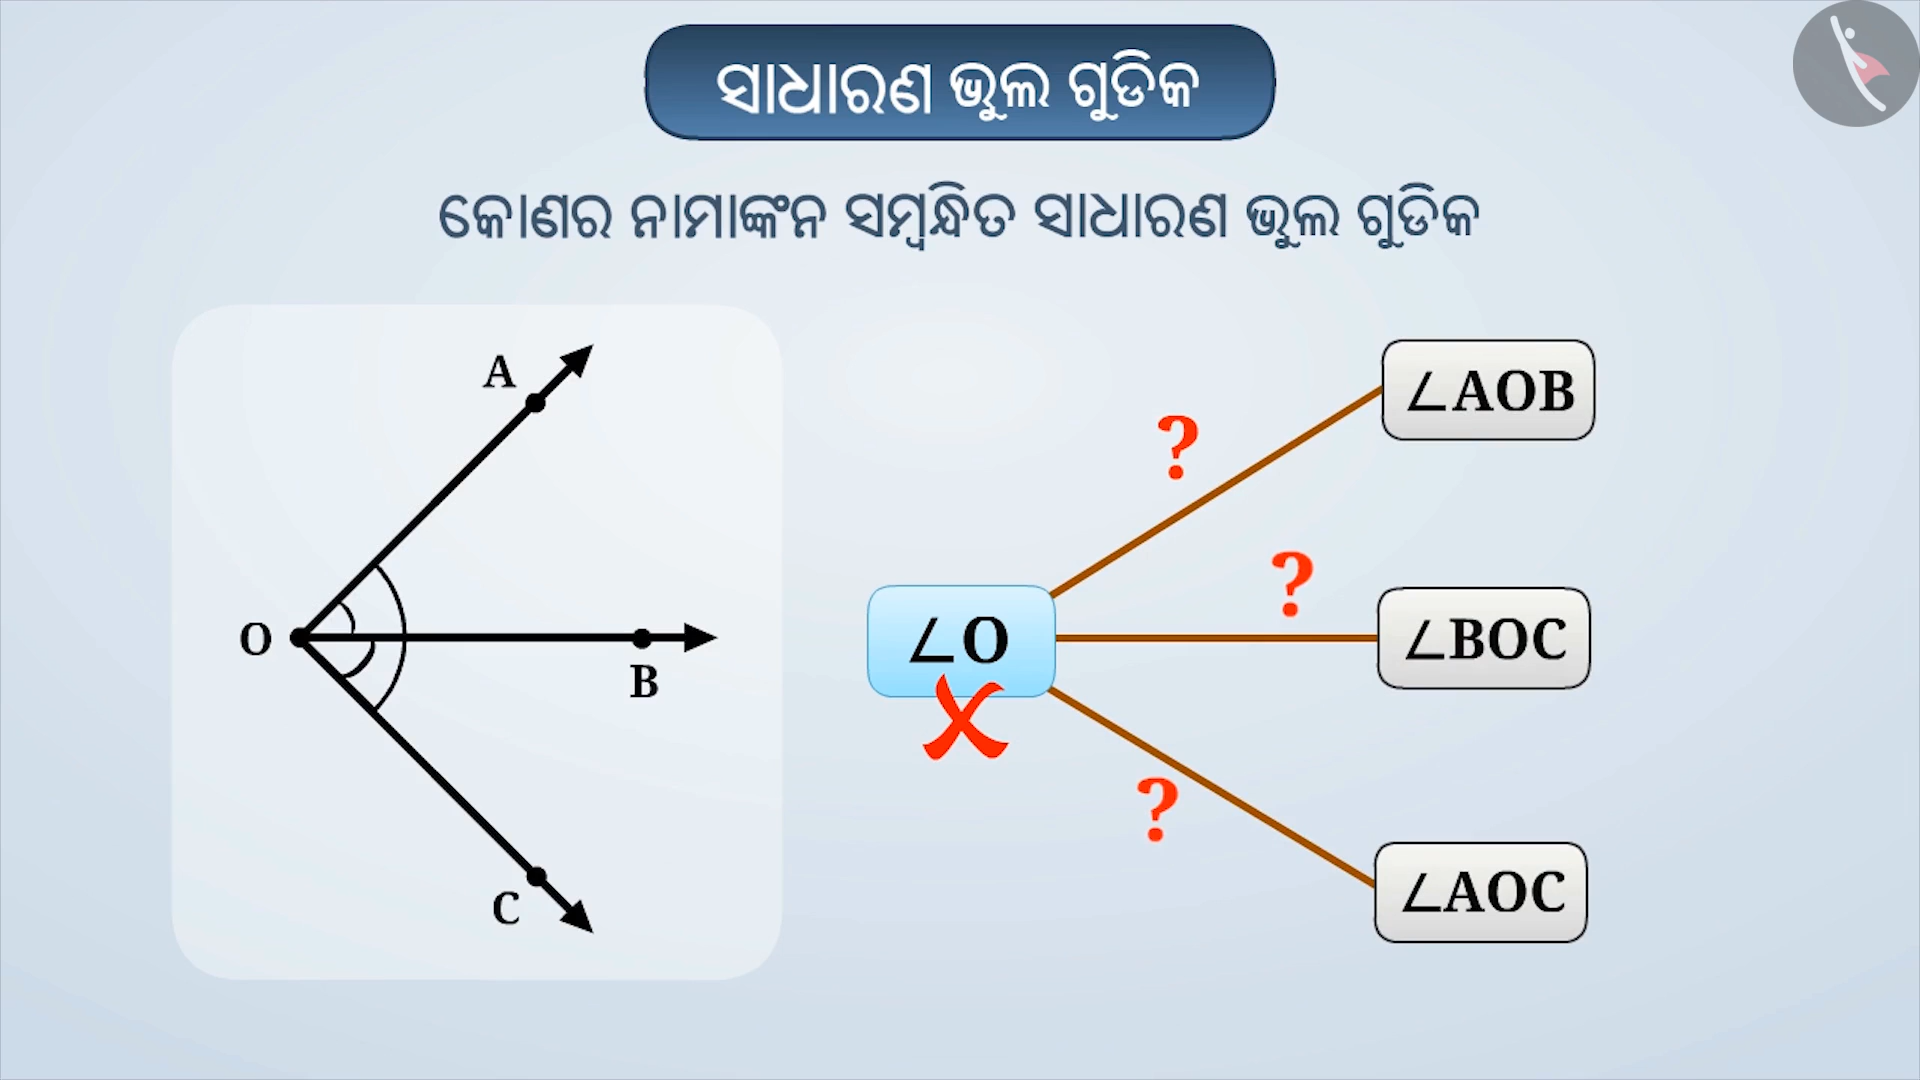 ସାଧାରଣ ଭୁଲ ଗୁଡିକ
କୋଣର ନାମାଙ୍କନ ସମ୍ବନ୍ଧିତ ସାଧାରଣ ଭୁଲ ଗୁଡିକ
A
O
B
C
∠O
?
?
?
∠AOB
∠BOC
∠AOC